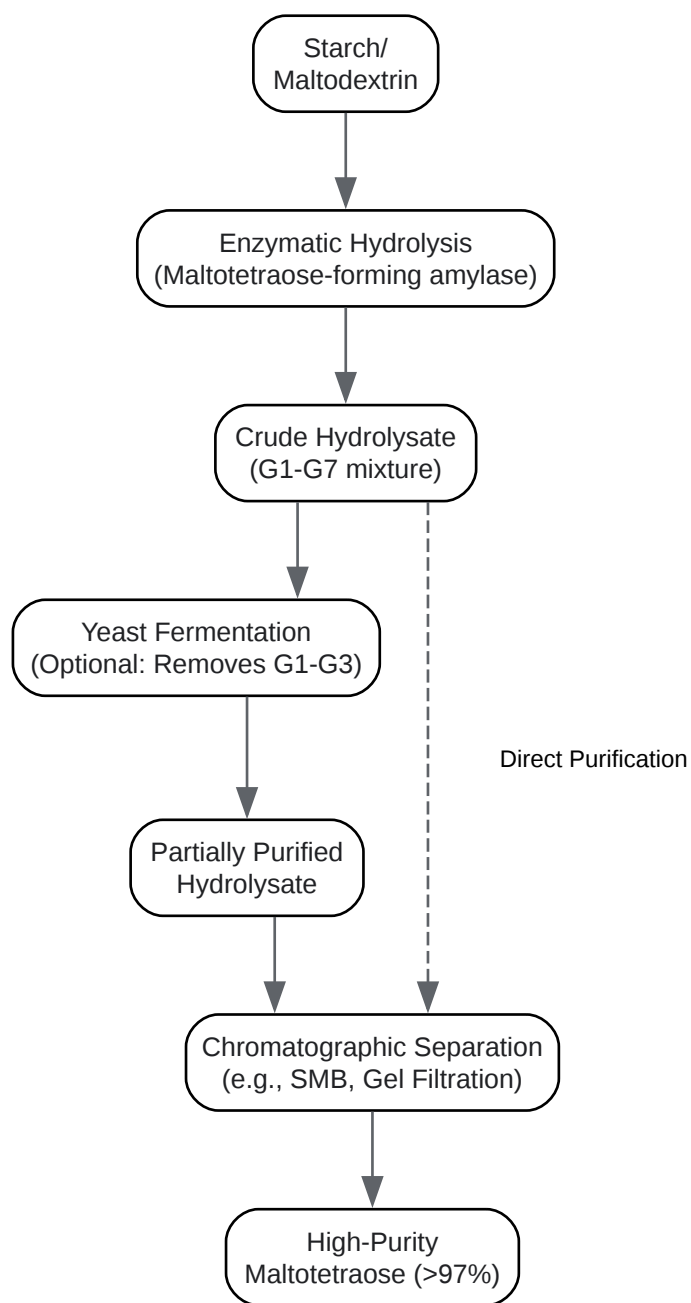 Starch/
Maltodextrin
Enzymatic Hydrolysis
(Maltotetraose-forming amylase)
Crude Hydrolysate
(G1-G7 mixture)
Yeast Fermentation
(Optional: Removes G1-G3)
Direct Purification
Partially Purified
Hydrolysate
Chromatographic Separation
(e.g., SMB, Gel Filtration)
High-Purity
Maltotetraose (>97%)